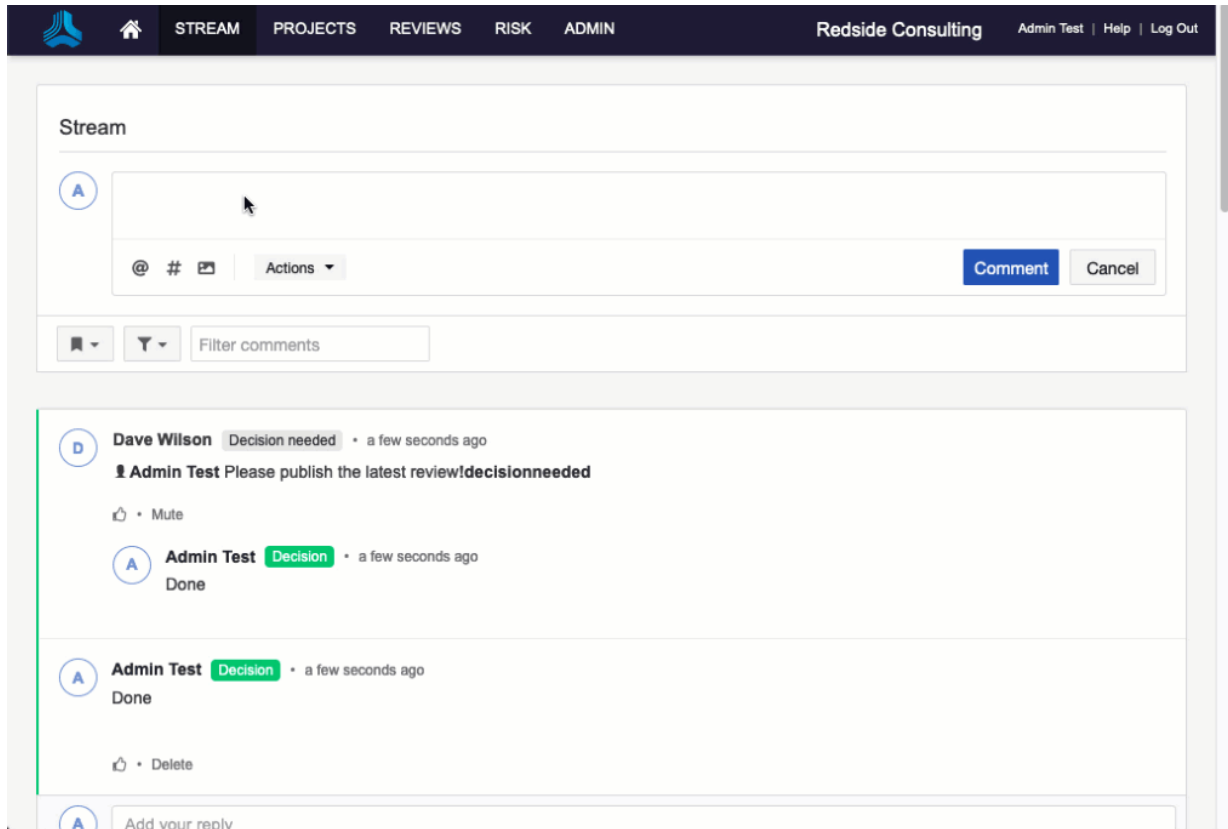 STREAM PROJECTS REVIEWS RISK ADMIN Redside Consulting Admin Test | Help | Log Out
Stream
A
@ # Actions Comment Cancel
Filter comments
D Dave Wilson Decision needed • a few seconds ago
Admin Test Please publish the latest review!decisionneeded
• Mute
A Admin Test Decision • a few seconds ago
Done
A Admin Test Decision • a few seconds ago
Done
• Delete
A Add your reply